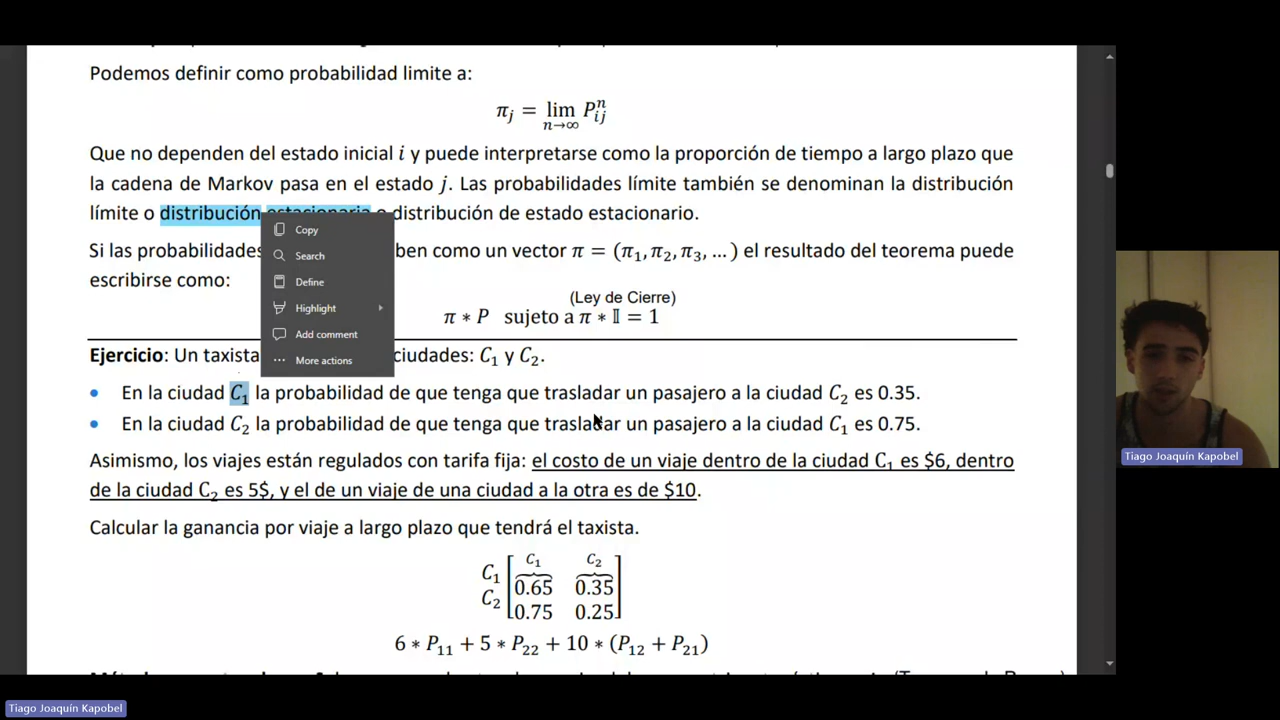 Podemos definir como probabilidad limite a:
π_j = lim_{n→∞} P_{ij}^n
Que no dependen del estado inicial i y puede interpretarse como la proporción de tiempo a largo plazo que
la cadena de Markov pasa en el estado j. Las probabilidades límite también se denominan la distribución
límite o distribución estacionaria o distribución de estado estacionario.
Si las probabilidades ben como un vector π = (π_1, π_2, π_3, … ) el resultado del teorema puede
escribirse como:
Copy
Search
Define
Highlight
Add comment
More actions
(Ley de Cierre)
π * P sujeto a π * 𝕀 = 1
Ejercicio: Un taxista ciudades: C_1 y C_2.
• En la ciudad C_1 la probabilidad de que tenga que trasladar un pasajero a la ciudad C_2 es 0.35.
• En la ciudad C_2 la probabilidad de que tenga que trasladar un pasajero a la ciudad C_1 es 0.75.
Asimismo, los viajes están regulados con tarifa fija: el costo de un viaje dentro de la ciudad C_1 es $6, dentro
de la ciudad C_2 es 5$, y el de un viaje de una ciudad a la otra es de $10.
Calcular la ganancia por viaje a largo plazo que tendrá el taxista.
C_1 C_2
C_1 [0.65 0.35]
C_2 [0.75 0.25]
6 * P_11 + 5 * P_22 + 10 * (P_12 + P_21)
Tiago Joaquín Kapobel
Tiago Joaquín Kapobel